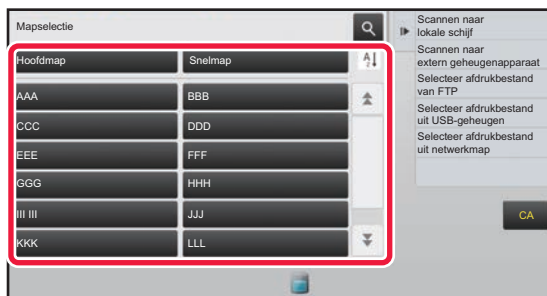 Mapselectie
Hoofdmap
Snelmap
AAA
BBB
CCC
DDD
EEE
FFF
GGG
HHH
III III
JJJ
KKK
LLL
Scannen naar
lokale schijf
Scannen naar
extern geheugenapparaat
Selecteer afdrukbestand
van FTP
Selecteer afdrukbestand
uit USB-geheugen
Selecteer afdrukbestand
uit netwerkmap
CA